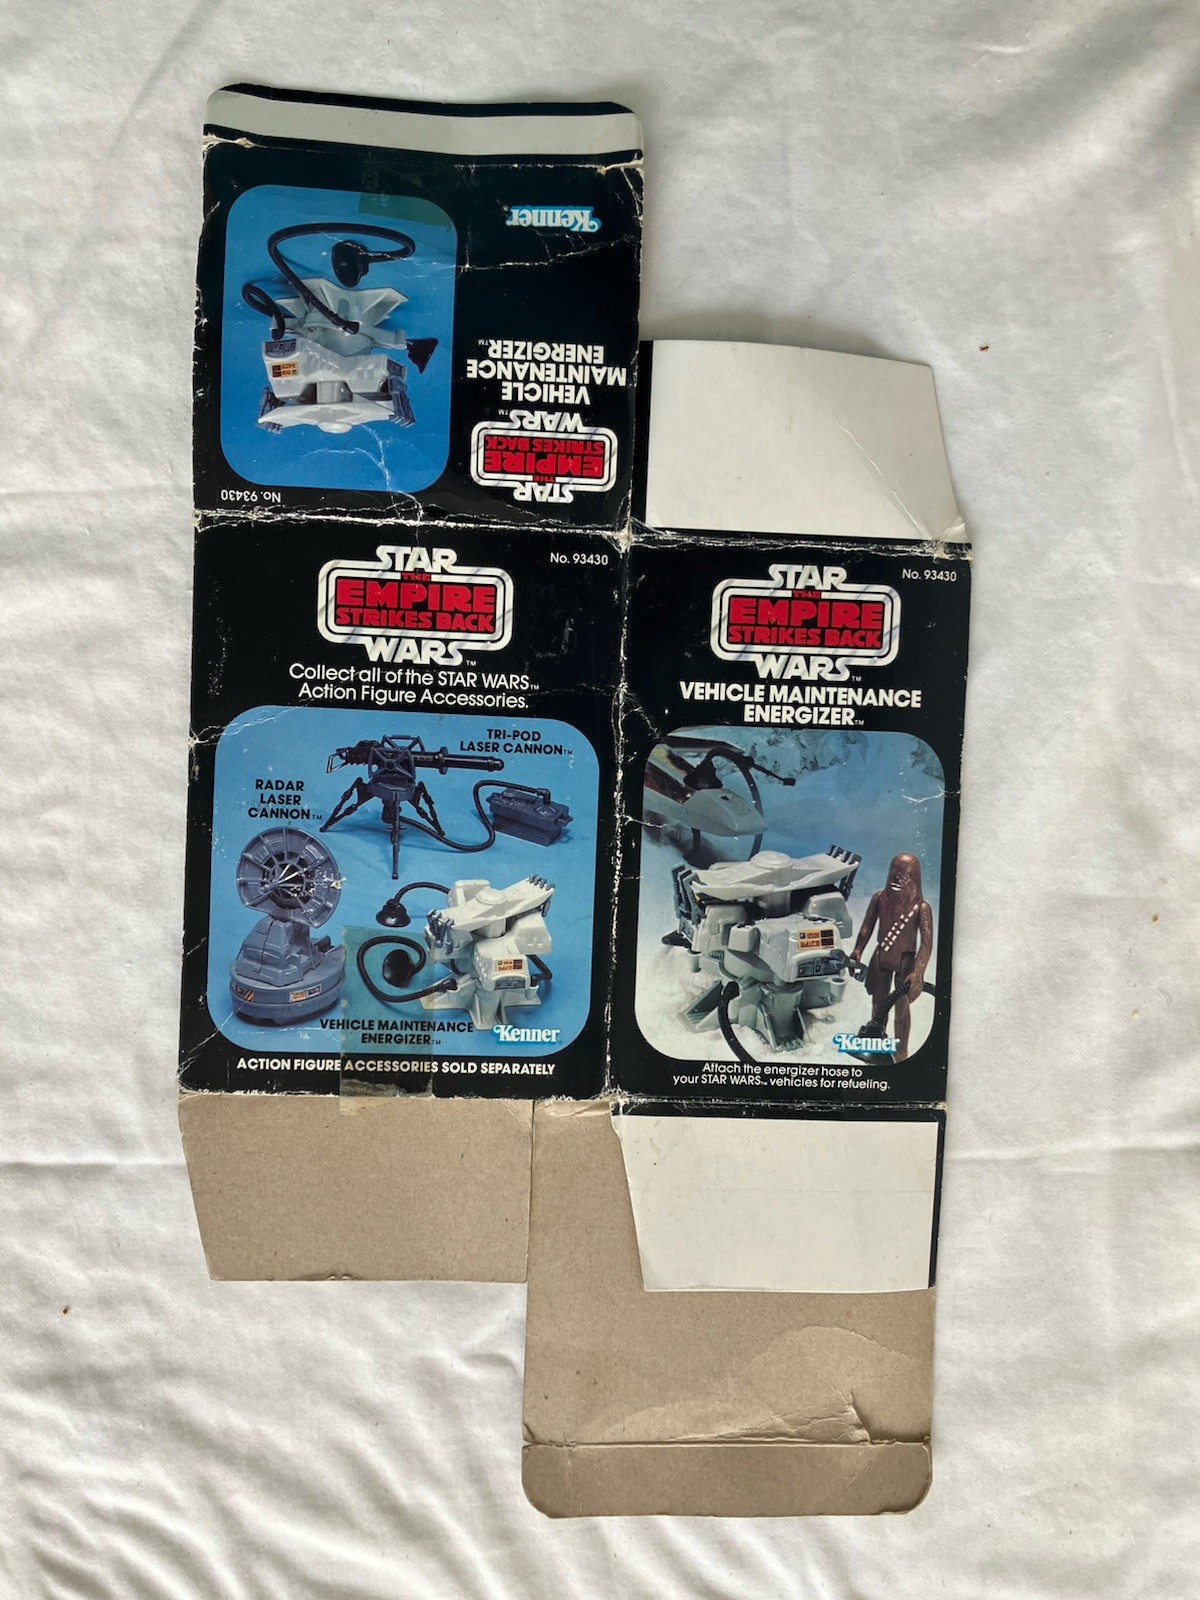 Kenner
VEHICLE
MAINTENANCE
ENERGIZER™
STAR
THE
EMPIRE
STRIKES BACK
WARS™
No. 93430
STAR
THE
EMPIRE
STRIKES BACK
WARS™
No. 93430
Collect all of the STAR WARS™
Action Figure Accessories.
TRI-POD
LASER CANNON™
RADAR
LASER
CANNON™
VEHICLE MAINTENANCE
ENERGIZER™
Kenner
ACTION FIGURE ACCESSORIES SOLD SEPARATELY
STAR
THE
EMPIRE
STRIKES BACK
WARS™
No. 93430
VEHICLE MAINTENANCE
ENERGIZER™
Kenner
Attach the energizer hose to
your STAR WARS™ vehicles for refueling.